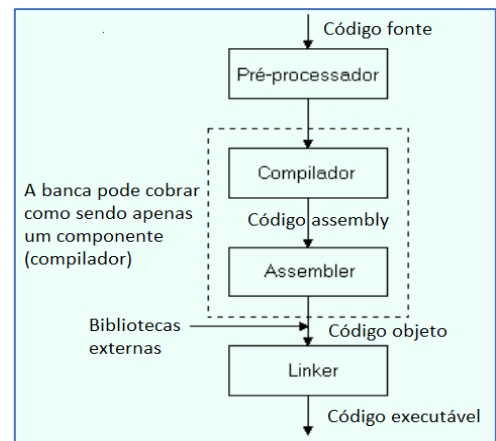 Código fonte
Pré-processador
Compilador
A banca pode cobrar
como sendo apenas
um componente
(compilador)
Código assembly
Assembler
Bibliotecas
externas
Código objeto
Linker
Código executável